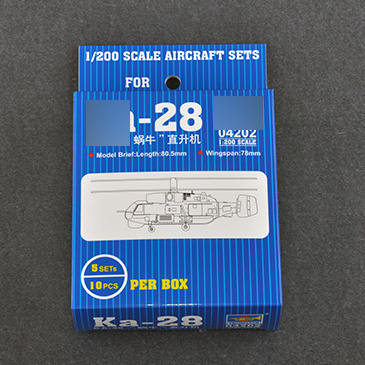 1/200 SCALE AIRCRAFT SETS
FOR
a-28
04202
1:200 SCALE
蜗牛”直升机
Model Brief:Length:80.5mm
Wingspan:78mm
5 SETs
10 PCS
PER BOX
Ka-28